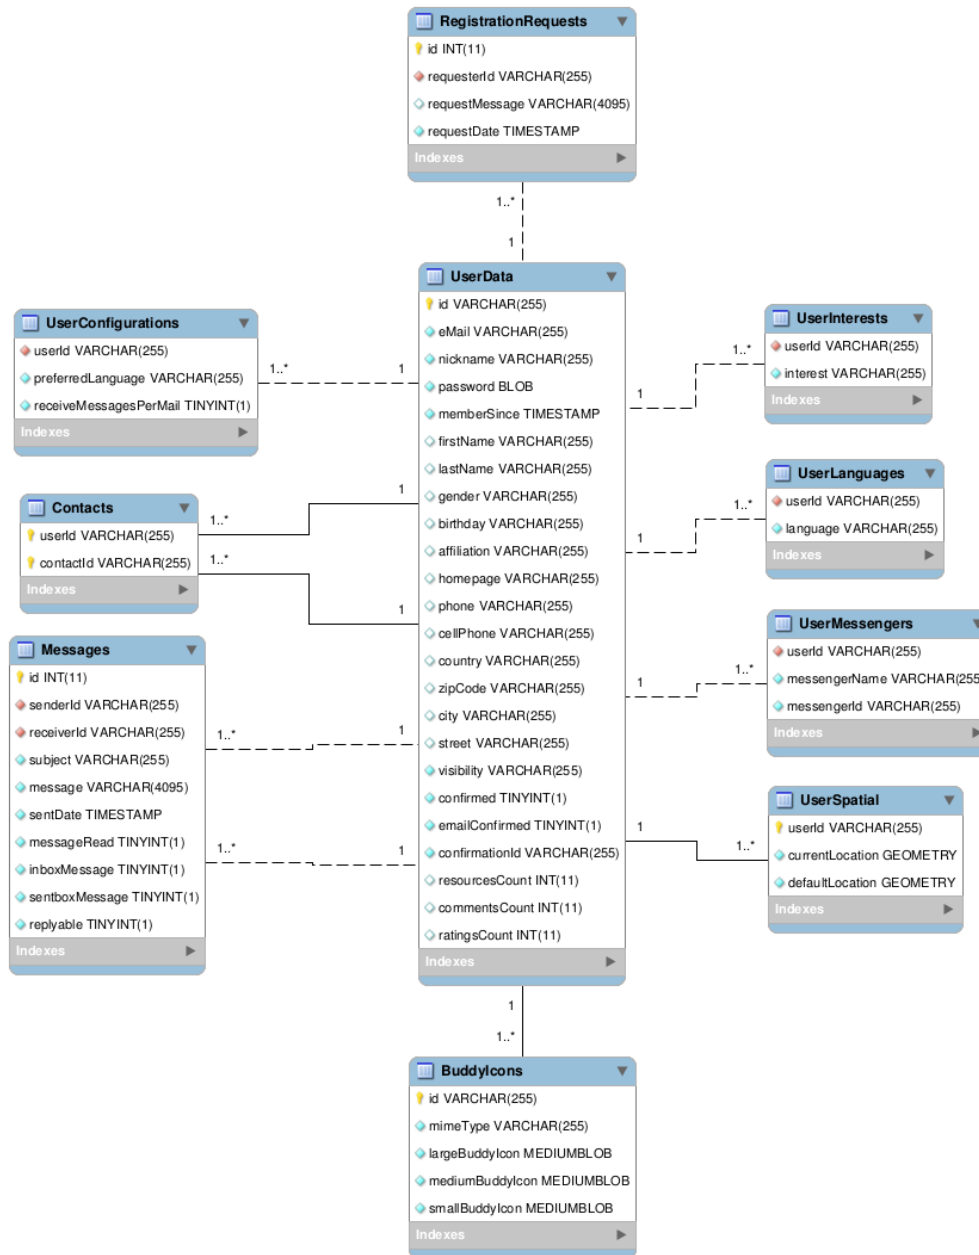 RegistrationRequests
id INT(11)
requesterId VARCHAR(255)
requestMessage VARCHAR(4095)
requestDate TIMESTAMP
Indexes
1..*
1
UserData
id VARCHAR(255)
eMail VARCHAR(255)
nickname VARCHAR(255)
password BLOB
memberSince TIMESTAMP
firstName VARCHAR(255)
lastName VARCHAR(255)
gender VARCHAR(255)
birthday VARCHAR(255)
affiliation VARCHAR(255)
homepage VARCHAR(255)
phone VARCHAR(255)
cellPhone VARCHAR(255)
country VARCHAR(255)
zipCode VARCHAR(255)
city VARCHAR(255)
street VARCHAR(255)
visibility VARCHAR(255)
confirmed TINYINT(1)
emailConfirmed TINYINT(1)
confirmationId VARCHAR(255)
resourcesCount INT(11)
commentsCount INT(11)
ratingsCount INT(11)
Indexes
UserConfigurations
userId VARCHAR(255)
preferredLanguage VARCHAR(255)
receiveMessagesPerMail TINYINT(1)
Indexes
1..*
1
Contacts
userId VARCHAR(255)
contactId VARCHAR(255)
Indexes
1..*
1
1..*
1
Messages
id INT(11)
senderId VARCHAR(255)
receiverId VARCHAR(255)
subject VARCHAR(255)
message VARCHAR(4095)
sentDate TIMESTAMP
messageRead TINYINT(1)
inboxMessage TINYINT(1)
sentboxMessage TINYINT(1)
replyable TINYINT(1)
Indexes
1..*
1
1..*
1
UserInterests
userId VARCHAR(255)
interest VARCHAR(255)
Indexes
1..*
1
UserLanguages
userId VARCHAR(255)
language VARCHAR(255)
Indexes
1..*
1
UserMessengers
userId VARCHAR(255)
messengerName VARCHAR(255
messengerId VARCHAR(255)
Indexes
1..*
1
UserSpatial
userId VARCHAR(255)
currentLocation GEOMETRY
defaultLocation GEOMETRY
Indexes
1
1..*
1
1..*
BuddyIcons
id VARCHAR(255)
mimeType VARCHAR(255)
largeBuddyIcon MEDIUMBLOB
mediumBuddyIcon MEDIUMBLOB
smallBuddyIcon MEDIUMBLOB
Indexes